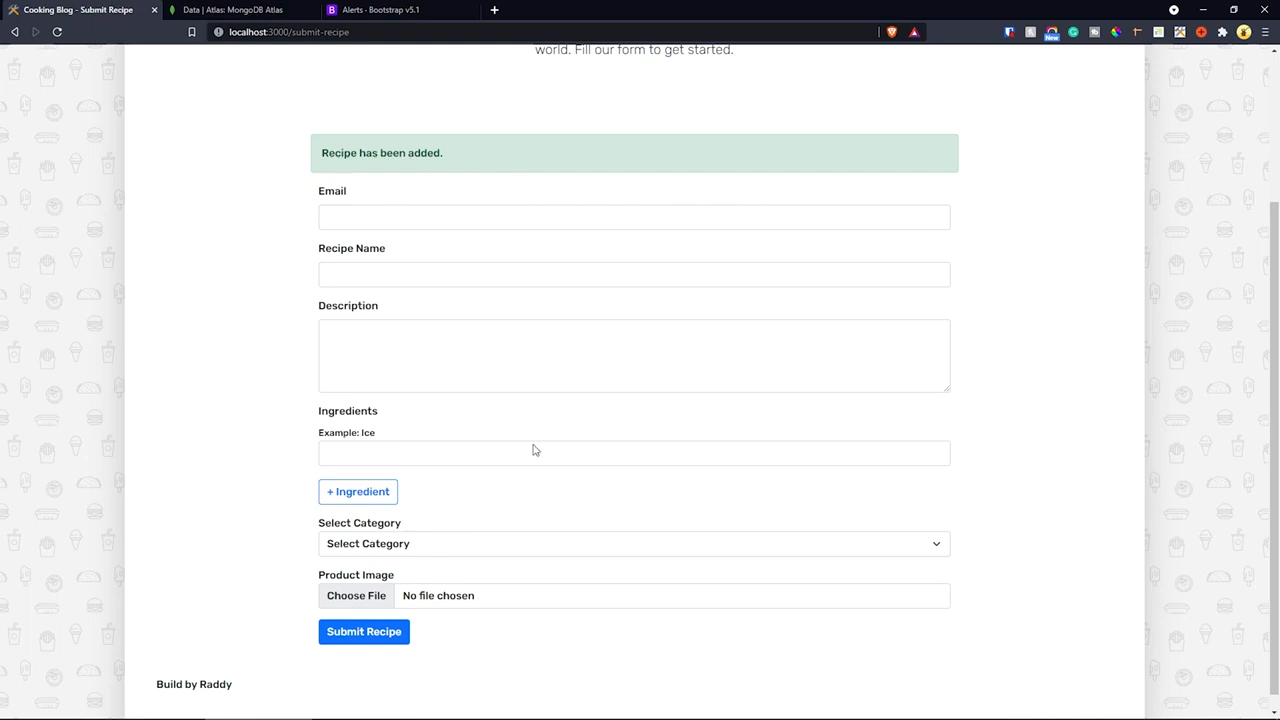 Cooking Blog - Submit Recipe
Data | Atlas: MongoDB Atlas
Alerts · Bootstrap v5.1
localhost:3000/submit-recipe
New
world. Fill our form to get started.
Recipe has been added.
Email
Recipe Name
Description
Ingredients
Example: Ice
+ Ingredient
Select Category
Select Category
Product Image
Choose File No file chosen
Submit Recipe
Build by Raddy